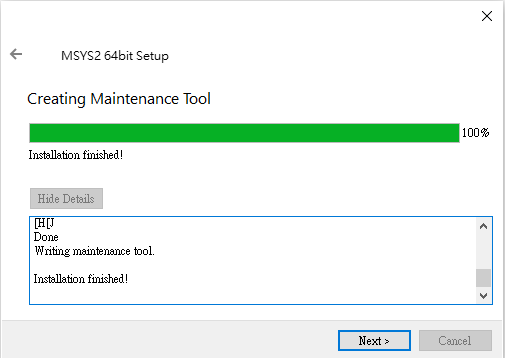 MSYS2 64bit Setup
Creating Maintenance Tool
100%
Installation finished!
Hide Details
[H[J
Done
Writing maintenance tool.
Installation finished!
Next >
Cancel